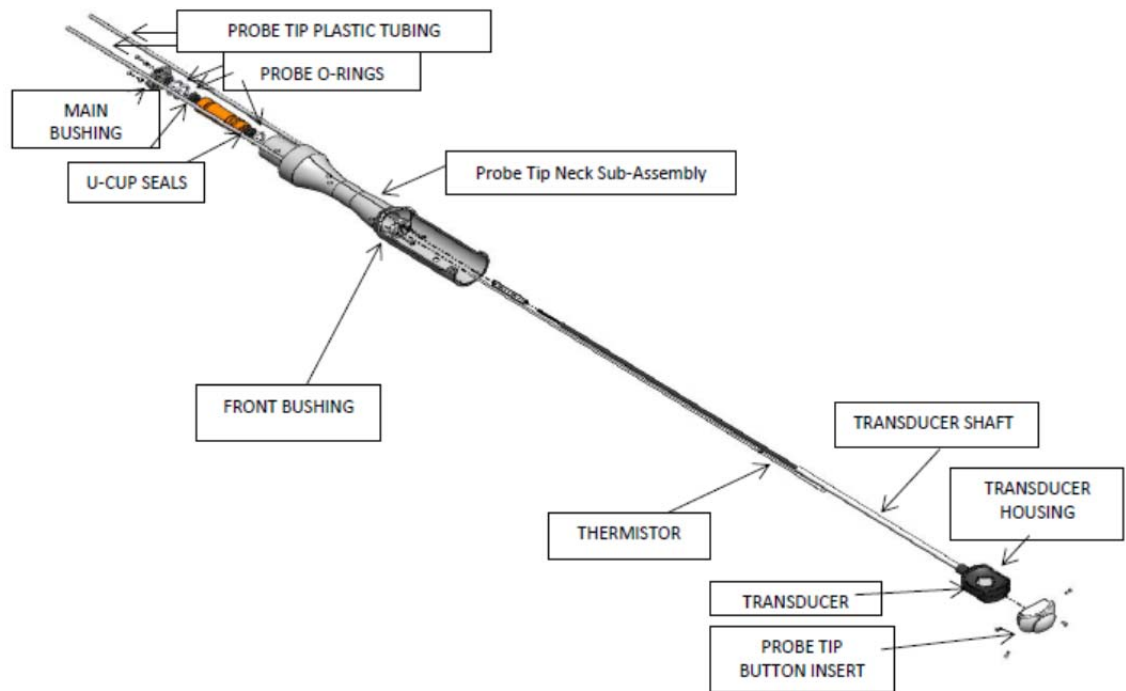 PROBE TIP PLASTIC TUBING
PROBE O-RINGS
MAIN
BUSHING
U-CUP SEALS
Probe Tip Neck Sub-Assembly
FRONT BUSHING
TRANSDUCER SHAFT
TRANSDUCER
HOUSING
THERMISTOR
TRANSDUCER
PROBE TIP
BUTTON INSERT